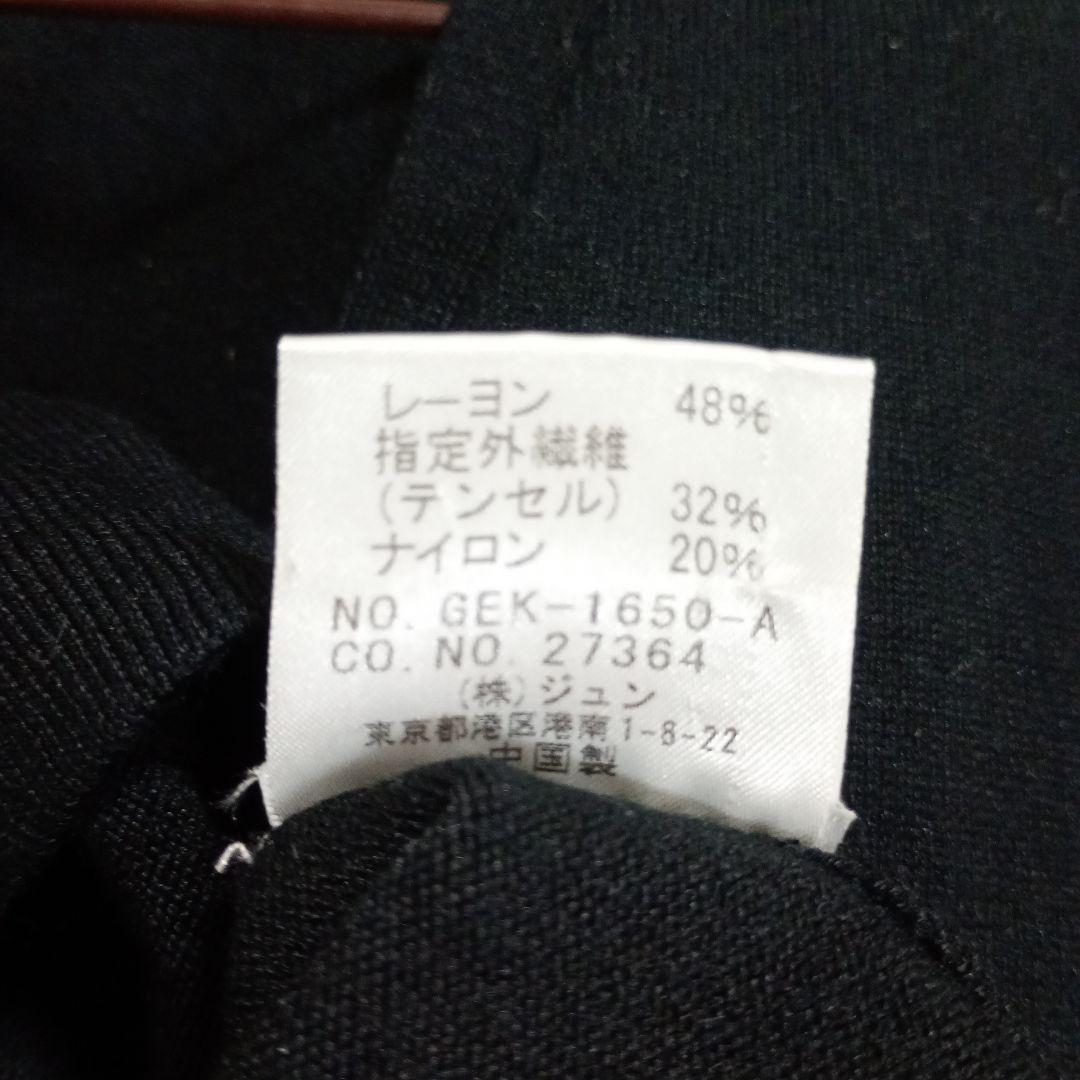 レーヨン 48%
指定外繊維
(テンセル) 32%
ナイロン 20%
NO. GEK-1650-A
CO. NO. 27364
(株)ジュン
東京都港区港南1-8-22
中国製